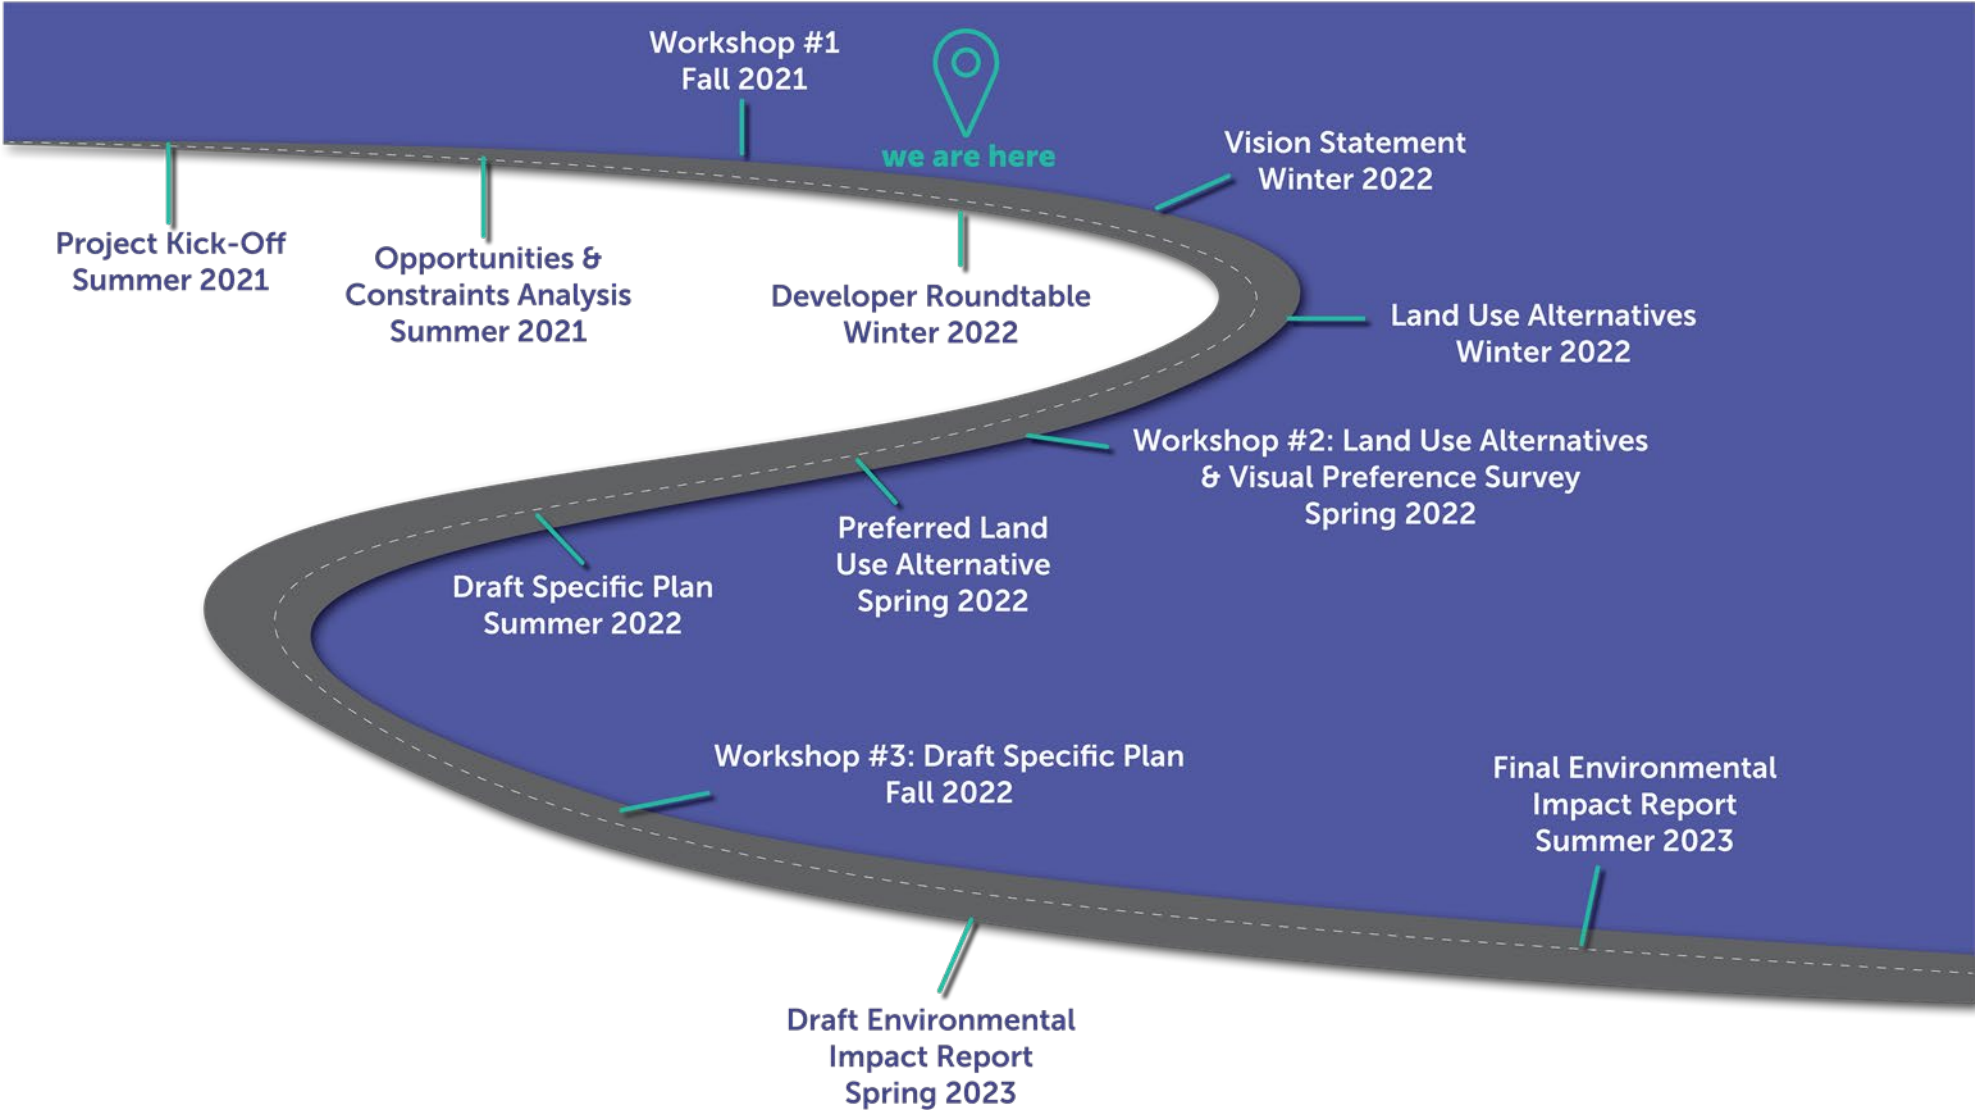 Workshop #1
Fall 2021
we are here
Vision Statement
Winter 2022
Project Kick-Off
Summer 2021
Opportunities &
Constraints Analysis
Summer 2021
Developer Roundtable
Winter 2022
Land Use Alternatives
Winter 2022
Workshop #2: Land Use Alternatives
& Visual Preference Survey
Spring 2022
Preferred Land
Use Alternative
Spring 2022
Draft Specific Plan
Summer 2022
Workshop #3: Draft Specific Plan
Fall 2022
Final Environmental
Impact Report
Summer 2023
Draft Environmental
Impact Report
Spring 2023